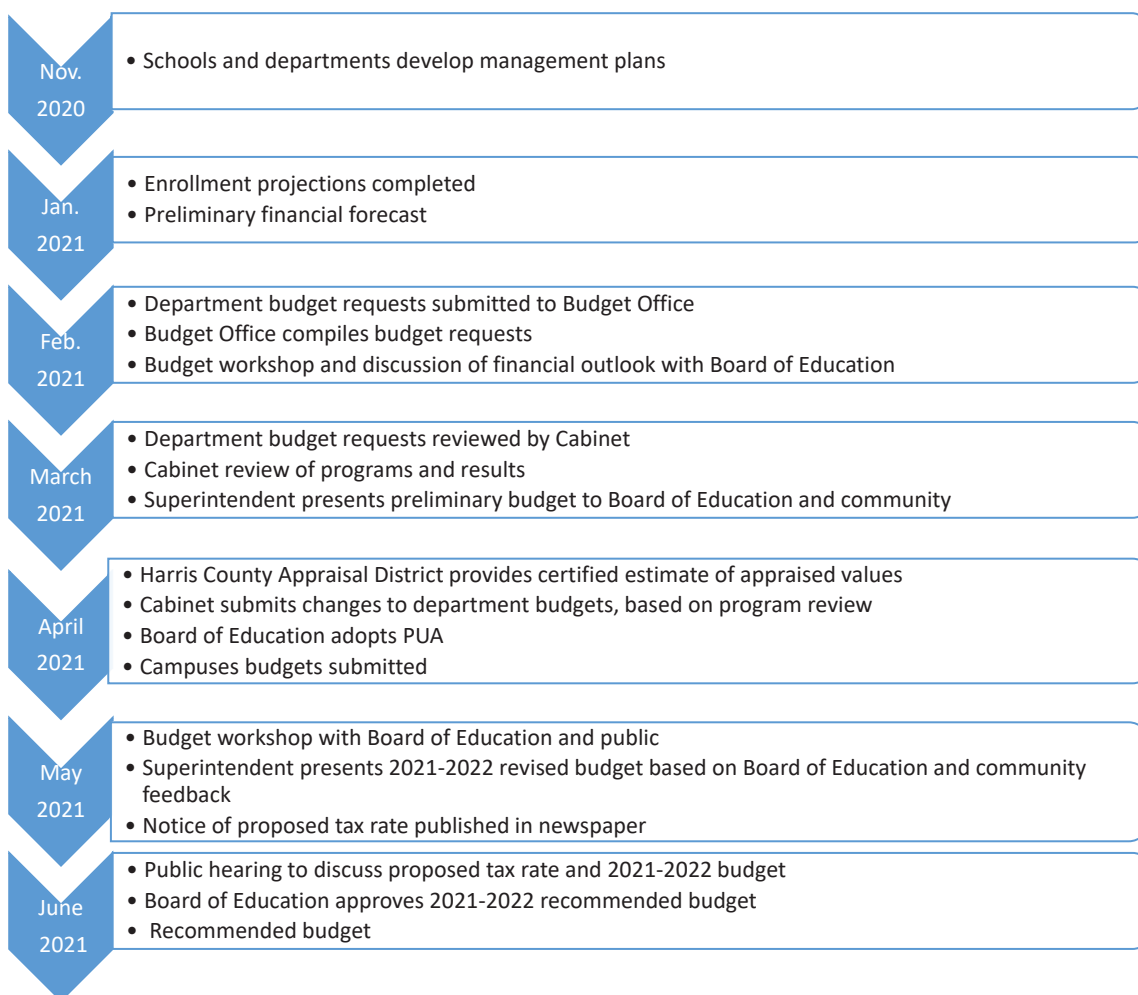 Nov.
2020
• Schools and departments develop management plans
Jan.
2021
• Enrollment projections completed
• Preliminary financial forecast
Feb.
2021
• Department budget requests submitted to Budget Office
• Budget Office compiles budget requests
• Budget workshop and discussion of financial outlook with Board of Education
March
2021
• Department budget requests reviewed by Cabinet
• Cabinet review of programs and results
• Superintendent presents preliminary budget to Board of Education and community
April
2021
• Harris County Appraisal District provides certified estimate of appraised values
• Cabinet submits changes to department budgets, based on program review
• Board of Education adopts PUA
• Campuses budgets submitted
May
2021
• Budget workshop with Board of Education and public
• Superintendent presents 2021-2022 revised budget based on Board of Education and community
feedback
• Notice of proposed tax rate published in newspaper
June
2021
• Public hearing to discuss proposed tax rate and 2021-2022 budget
• Board of Education approves 2021-2022 recommended budget
• Recommended budget